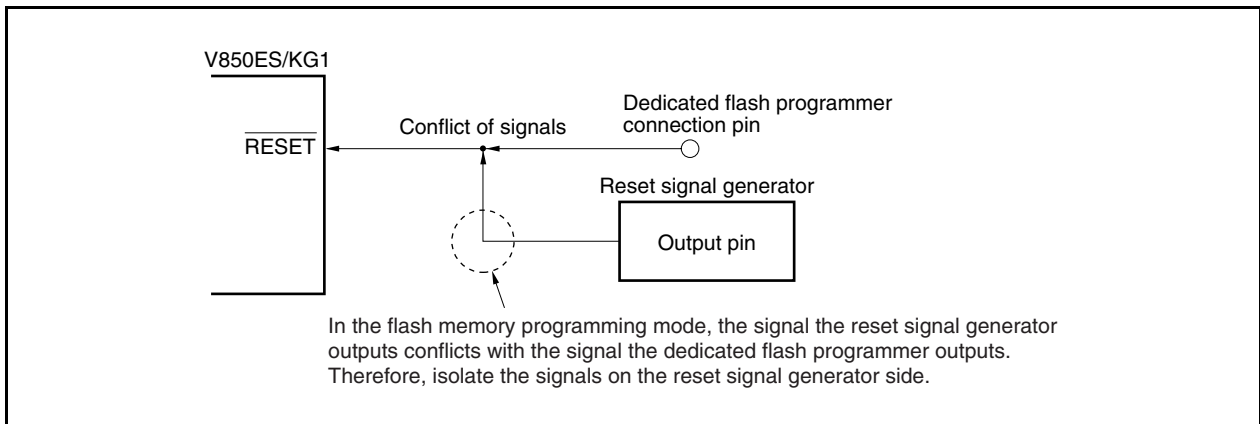 V850ES/KG1
RESET
Conflict of signals
Dedicated flash programmer
connection pin
Reset signal generator
Output pin
In the flash memory programming mode, the signal the reset signal generator
outputs conflicts with the signal the dedicated flash programmer outputs.
Therefore, isolate the signals on the reset signal generator side.